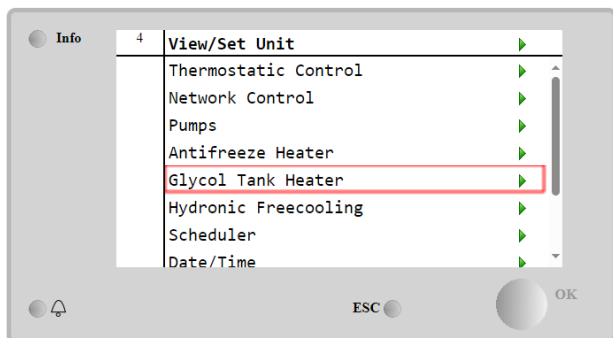 Info
4 View/Set Unit
Thermostatic Control
Network Control
Pumps
Antifreeze Heater
Glycol Tank Heater
Hydronic Freecooling
Scheduler
Date/Time
ESC
OK